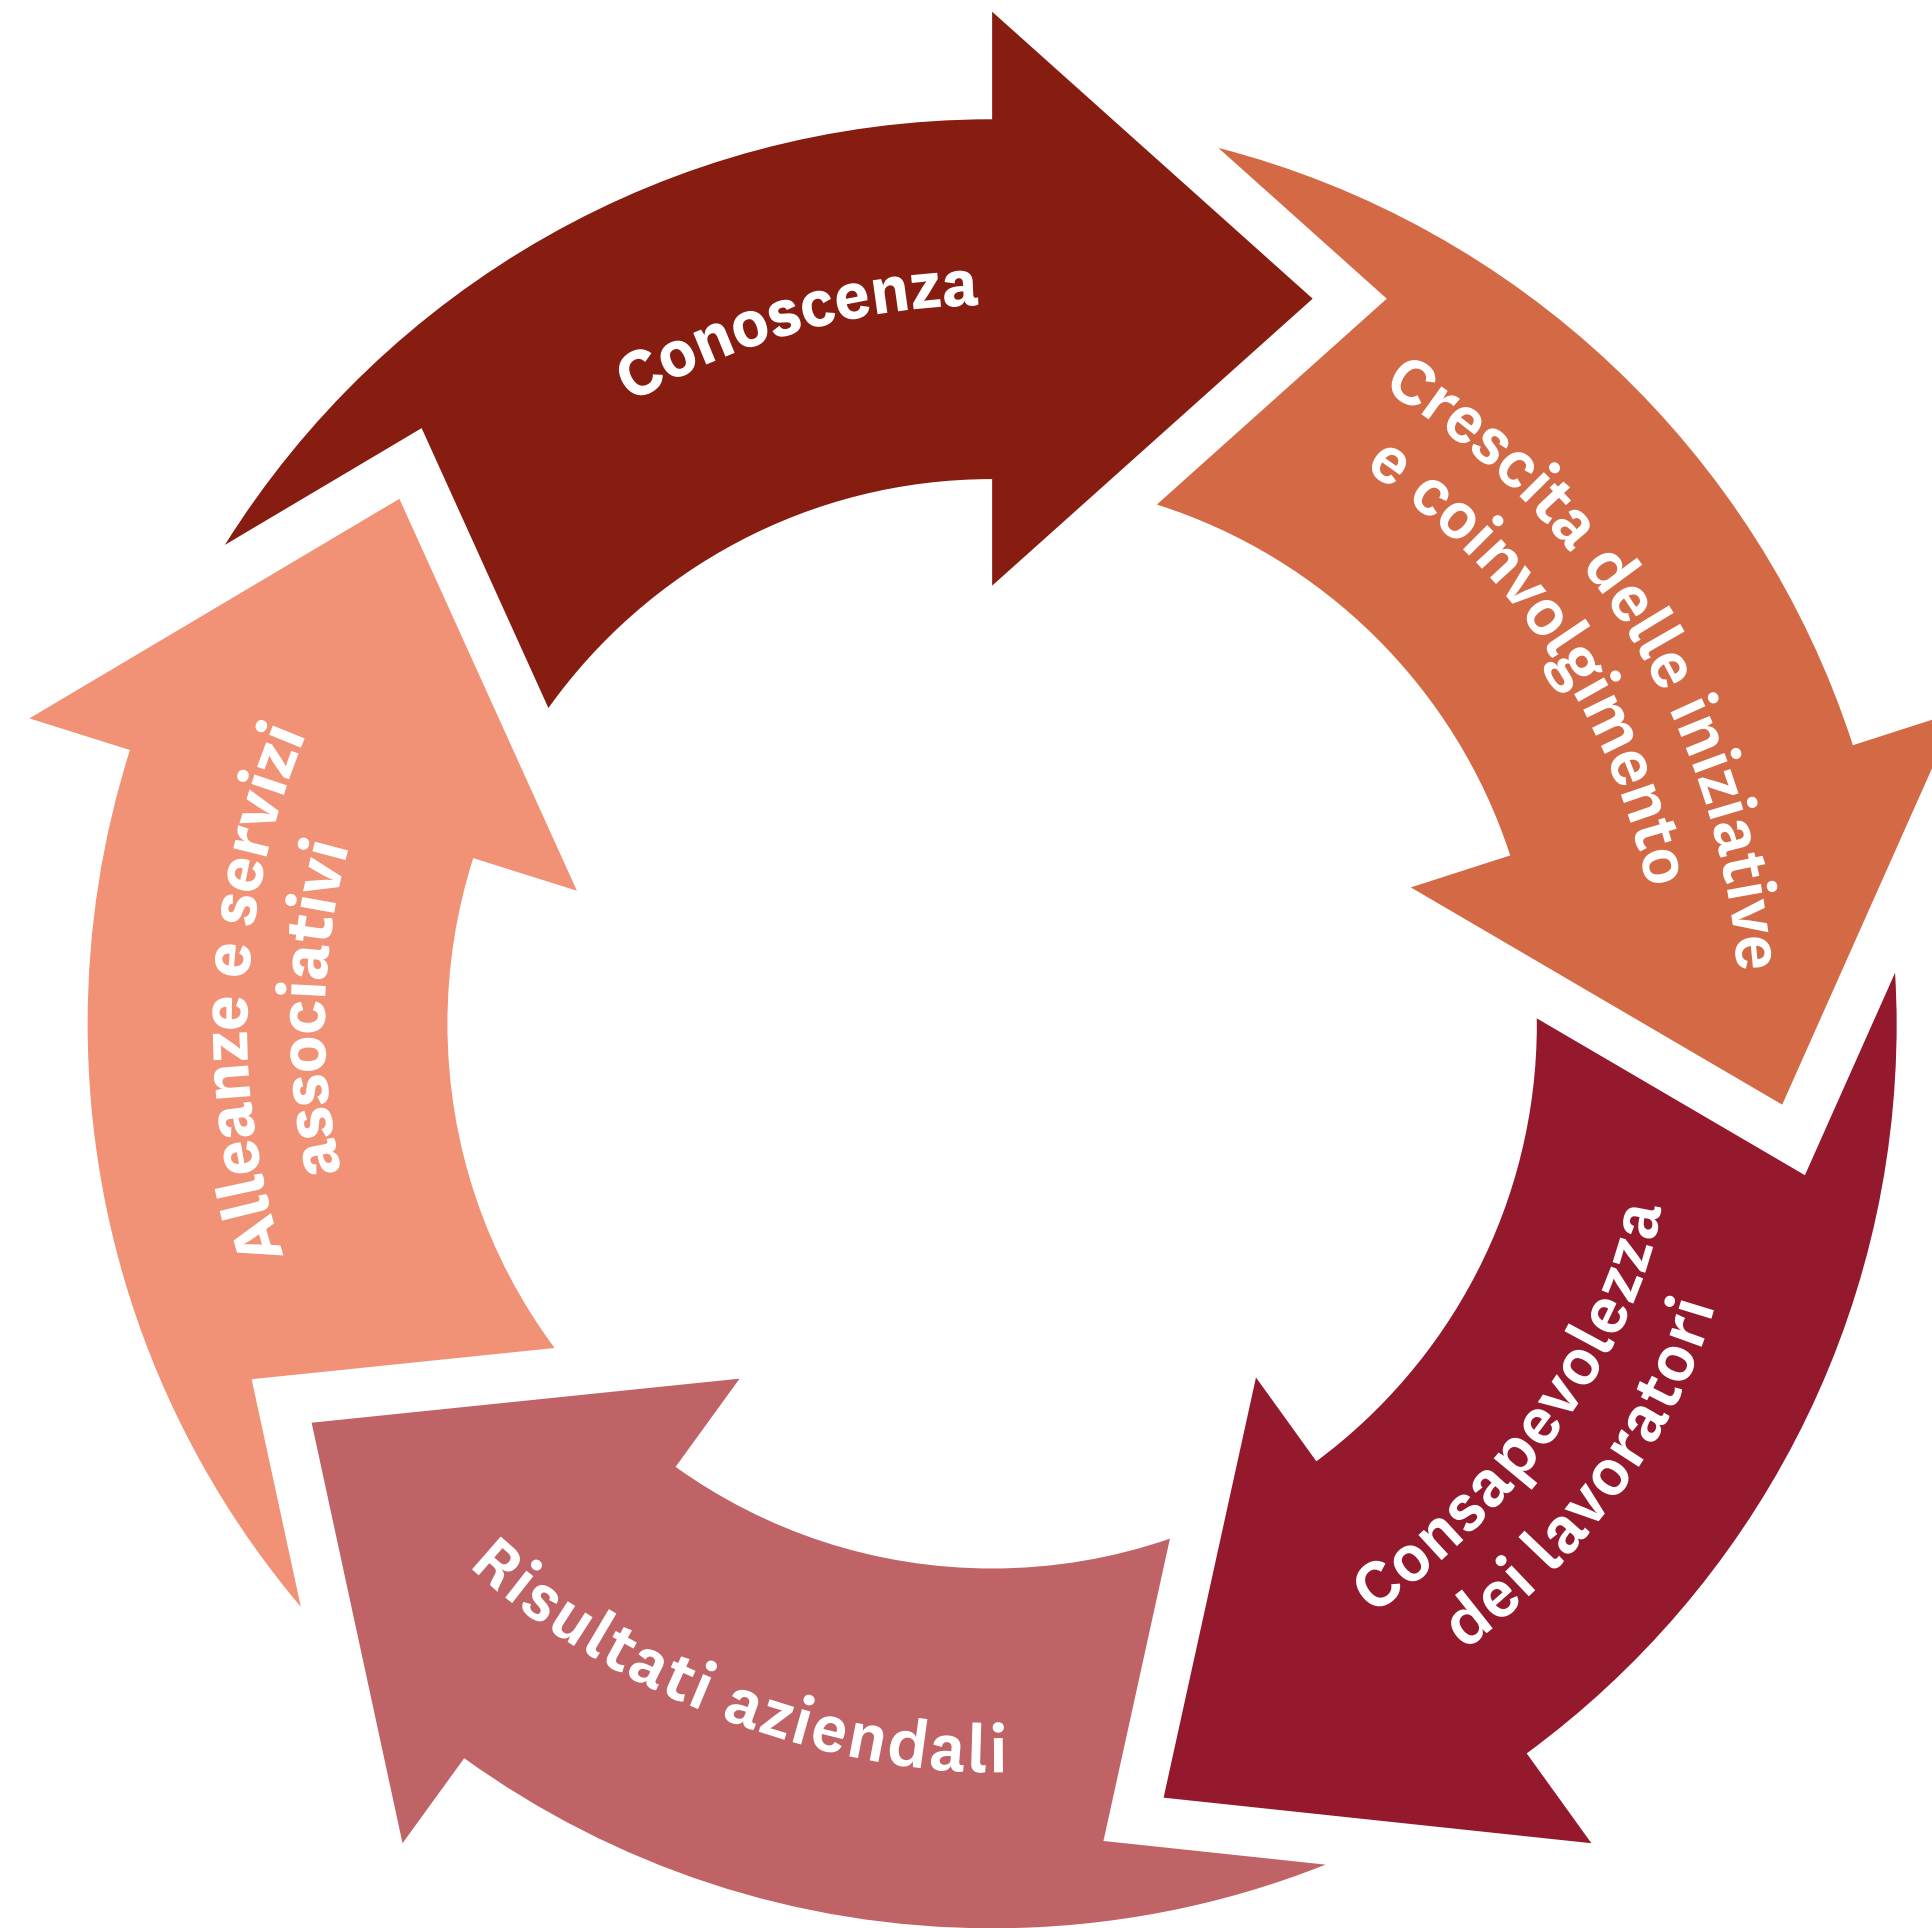 Conoscenza
Crescita delle iniziative
e coinvolgimento
Consapevolezza
dei lavoratori
Risultati aziendali
Alleanze e servizi
associativi